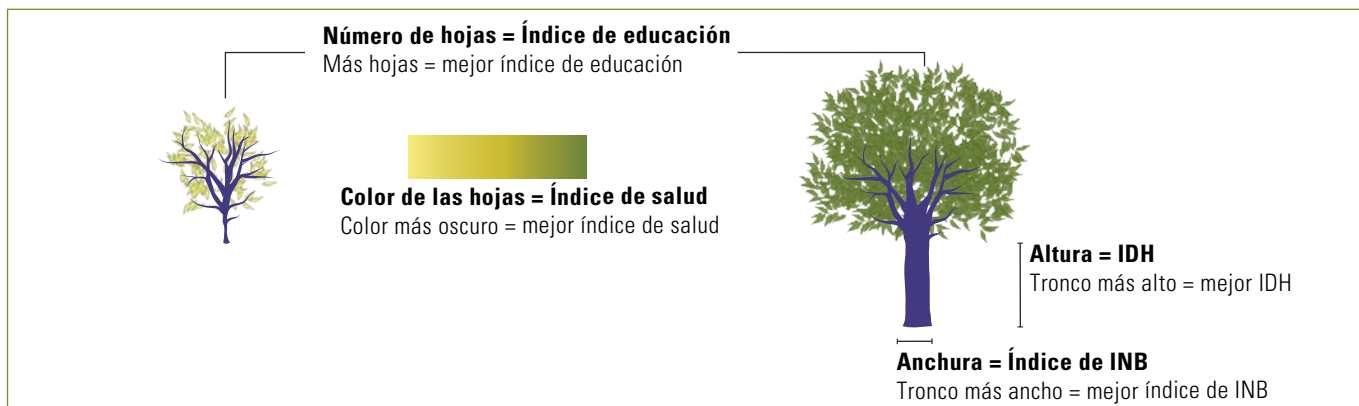 Número de hojas = Índice de educación
Más hojas = mejor índice de educación
Color de las hojas = Índice de salud
Color más oscuro = mejor índice de salud
Altura = IDH
Tronco más alto = mejor IDH
Anchura = Índice de INB
Tronco más ancho = mejor índice de INB